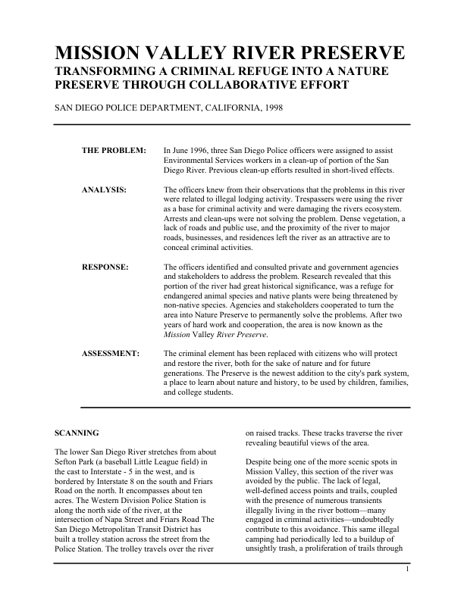 MISSION VALLEY RIVER PRESERVE
TRANSFORMING A CRIMINAL REFUGE INTO A NATURE
PRESERVE THROUGH COLLABORATIVE EFFORT
SAN DIEGO POLICE DEPARTMENT, CALIFORNIA, 1998
THE PROBLEM: In June 1996, three San Diego Police officers were assigned to assist
Environmental Services workers in a clean-up of portion of the San
Diego River. Previous clean-up efforts resulted in short-lived effects.
ANALYSIS: The officers knew from their observations that the problems in this river
were related to illegal lodging activity. Trespassers were using the river
as a base for criminal activity and were damaging the rivers ecosystem.
Arrests and clean-ups were not solving the problem. Dense vegetation, a
lack of roads and public use, and the proximity of the river to major
roads, businesses, and residences left the river as an attractive are to
conceal criminal activities.
RESPONSE: The officers identified and consulted private and government agencies
and stakeholders to address the problem. Research revealed that this
portion of the river had great historical significance, was a refuge for
endangered animal species and native plants were being threatened by
non-native species. Agencies and stakeholders cooperated to turn the
area into Nature Preserve to permanently solve the problems. After two
years of hard work and cooperation, the area is now known as the
Mission Valley River Preserve.
ASSESSMENT: The criminal element has been replaced with citizens who will protect
and restore the river, both for the sake of nature and for future
generations. The Preserve is the newest addition to the city's park system,
a place to learn about nature and history, to be used by children, families,
and college students.
SCANNING
The lower San Diego River stretches from about
Sefton Park (a baseball Little League field) in
the cast to Interstate - 5 in the west, and is
bordered by Interstate 8 on the south and Friars
Road on the north. It encompasses about ten
acres. The Western Division Police Station is
along the north side of the river, at the
intersection of Napa Street and Friars Road The
San Diego Metropolitan Transit District has
built a trolley station across the street from the
Police Station. The trolley travels over the river
on raised tracks. These tracks traverse the river
revealing beautiful views of the area.
Despite being one of the more scenic spots in
Mission Valley, this section of the river was
avoided by the public. The lack of legal,
well-defined access points and trails, coupled
with the presence of numerous transients
illegally living in the river bottom—many
engaged in criminal activities—undoubtedly
contribute to this avoidance. This same illegal
camping had periodically led to a buildup of
unsightly trash, a proliferation of trails through
1